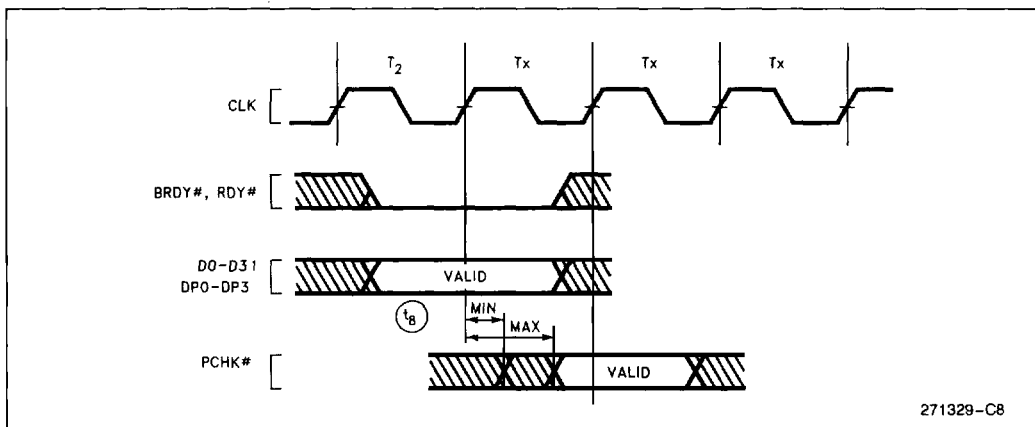 T2 Tx Tx Tx
CLK
BRDY#, RDY#
D0-D31
DP0-DP3
VALID
t8
MIN
MAX
PCHK#
VALID
271329-C8